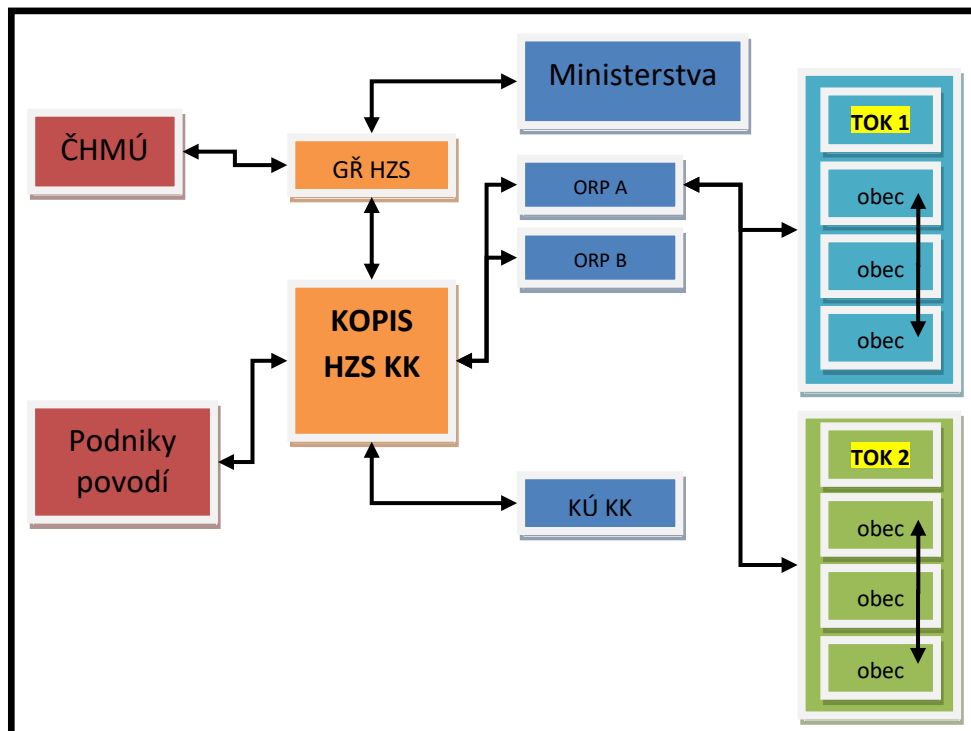 Ministerstva
ČHMÚ
GŘ HZS
ORP A
ORP B
KOPIS
HZS KK
Podniky
povodí
KÚ KK
TOK 1
obec
obec
obec
TOK 2
obec
obec
obec